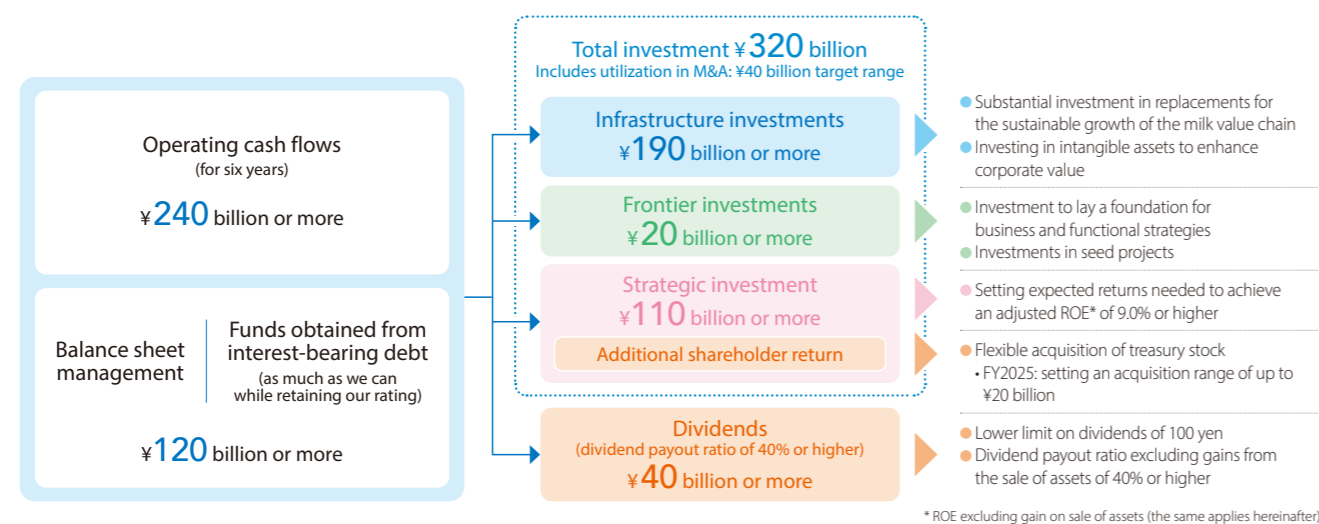 Operating cash flows
(for six years)
¥240 billion or more
Balance sheet
management
Funds obtained from
interest-bearing debt
(as much as we can
while retaining our rating)
¥120 billion or more
Total investment ¥320 billion
Includes utilization in M&A: ¥40 billion target range
Infrastructure investments
¥190 billion or more
Frontier investments
¥20 billion or more
Strategic investment
¥110 billion or more
Additional shareholder return
Dividends
(dividend payout ratio of 40% or higher)
¥40 billion or more
● Substantial investment in replacements for
the sustainable growth of the milk value chain
● Investing in intangible assets to enhance
corporate value
● Investment to lay a foundation for
business and functional strategies
● Investments in seed projects
● Setting expected returns needed to achieve
an adjusted ROE* of 9.0% or higher
● Flexible acquisition of treasury stock
• FY2025: setting an acquisition range of up to
¥20 billion
● Lower limit on dividends of 100 yen
● Dividend payout ratio excluding gains from
the sale of assets of 40% or higher
* ROE excluding gain on sale of assets (the same applies hereinafter)